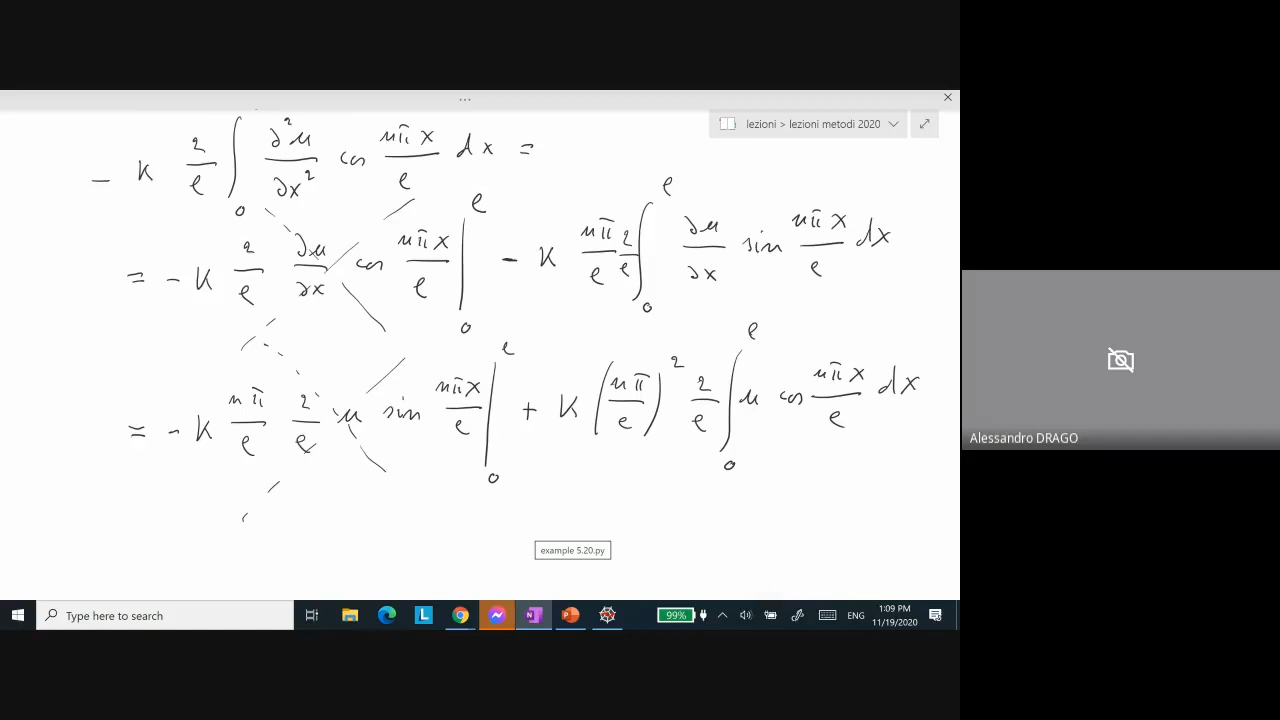 ...
lezioni > lezioni metodi 2020
- K 2/ℓ ∫₀ ∂²u/∂x² cos nπx/ℓ dx =
= - K 2/ℓ ∂u/∂x cos nπx/ℓ |₀^ℓ - K nπ/ℓ 2/ℓ ∫₀^ℓ ∂u/∂x sin nπx/ℓ dx
= - K nπ/ℓ 2/ℓ u sin nπx/ℓ |₀^ℓ + K (nπ/ℓ)² 2/ℓ ∫₀^ℓ u cos nπx/ℓ dx
Alessandro DRAGO
example 5.20.py
Type here to search
L
99%
ENG
1:09 PM
11/19/2020